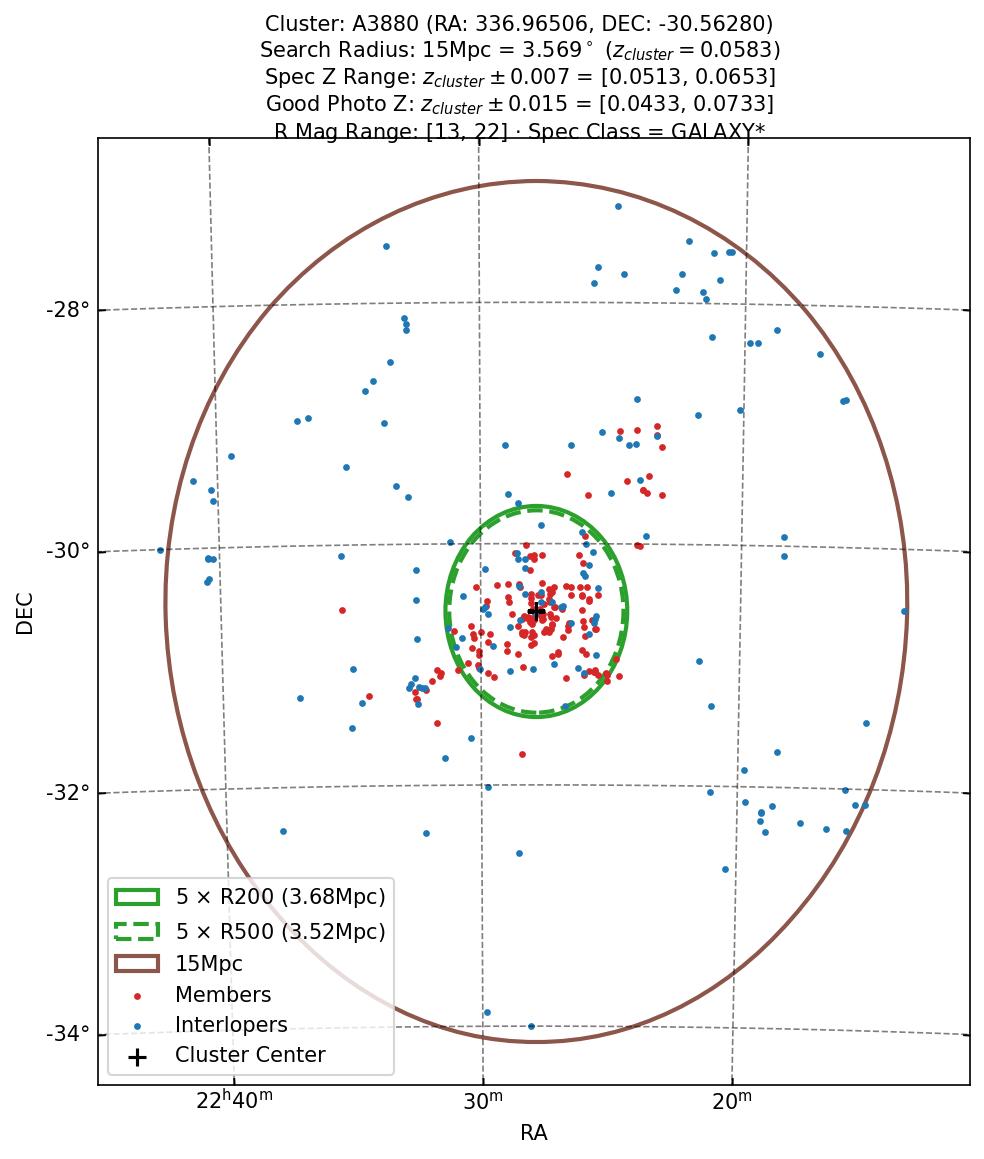 Cluster: A3880 (RA: 336.96506, DEC: -30.56280)
Search Radius: 15Mpc = 3.569° (z_cluster = 0.0583)
Spec Z Range: z_cluster ± 0.007 = [0.0513, 0.0653]
Good Photo Z: z_cluster ± 0.015 = [0.0433, 0.0733]
R Mag Range: [13, 22] · Spec Class = GALAXY*
-28°
-30°
-32°
-34°
DEC
5 × R200 (3.68Mpc)
5 × R500 (3.52Mpc)
15Mpc
Members
Interlopers
Cluster Center
22ʰ40ᵐ
30ᵐ
20ᵐ
RA